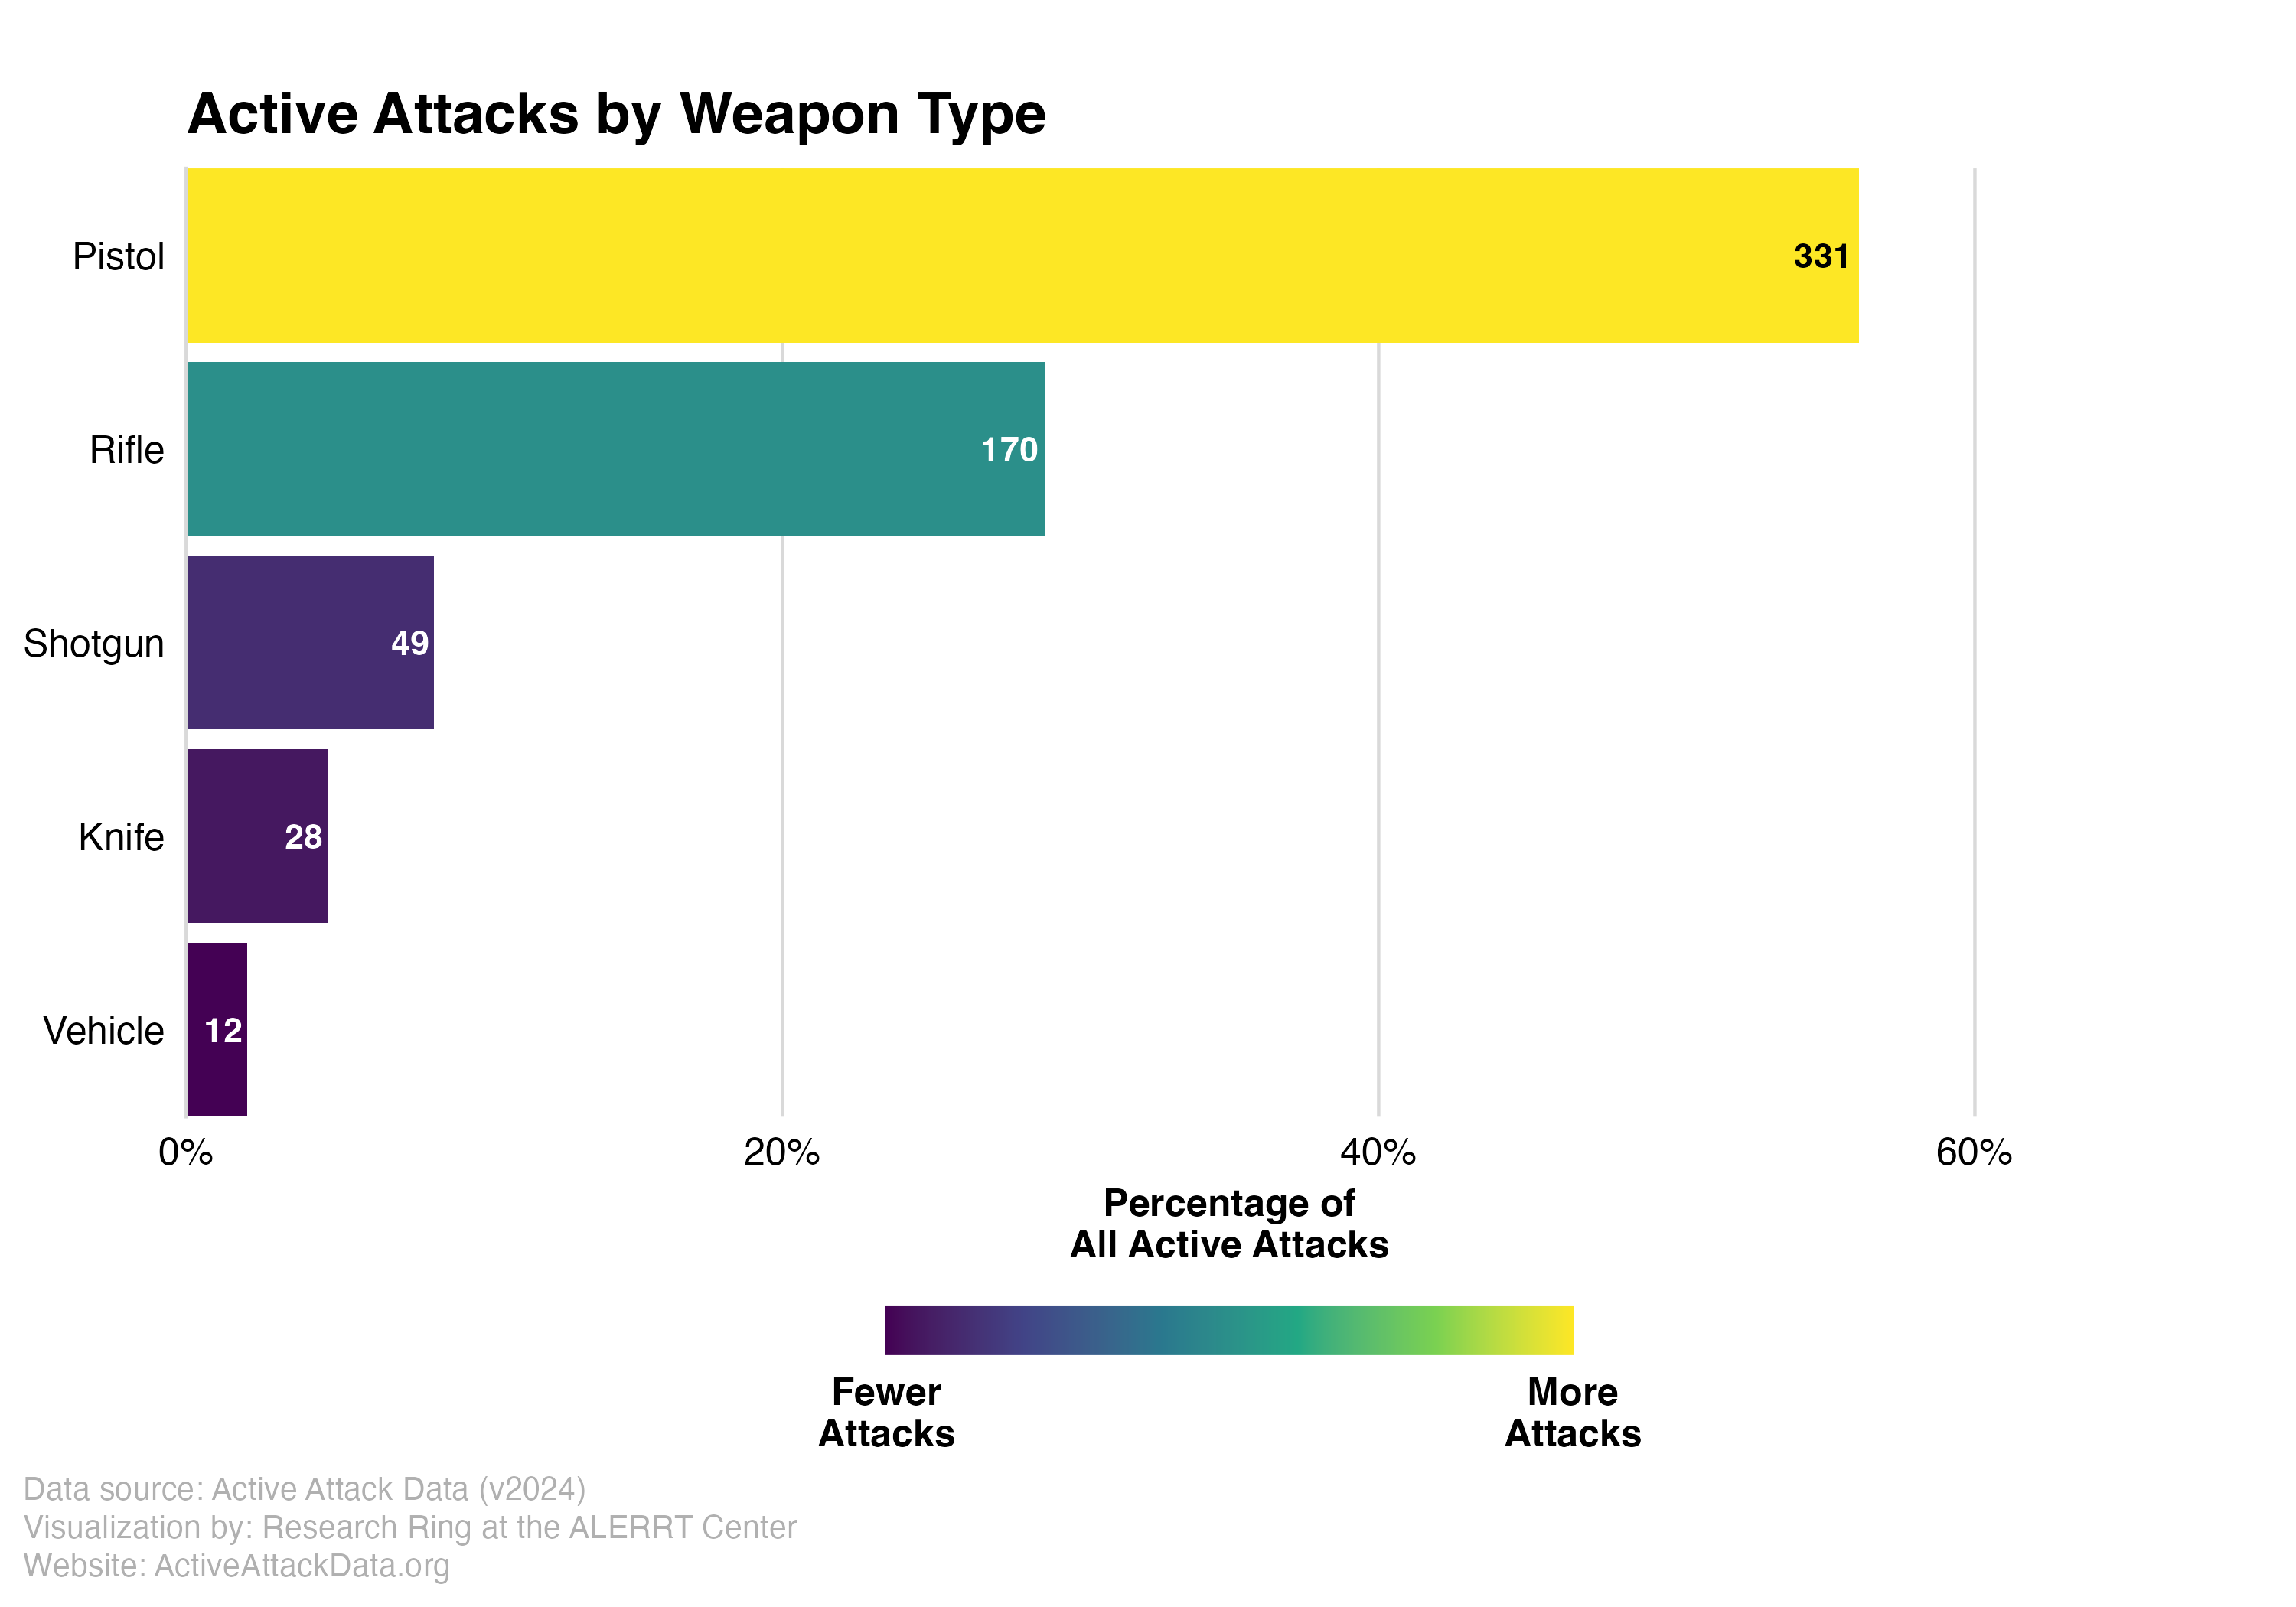 Active Attacks by Weapon Type
Pistol
331
Rifle
170
Shotgun
49
Knife
28
Vehicle
12
0%
20%
40%
60%
Percentage of
All Active Attacks
Fewer
Attacks
More
Attacks
Data source: Active Attack Data (v2024)
Visualization by: Research Ring at the ALERRT Center
Website: ActiveAttackData.org